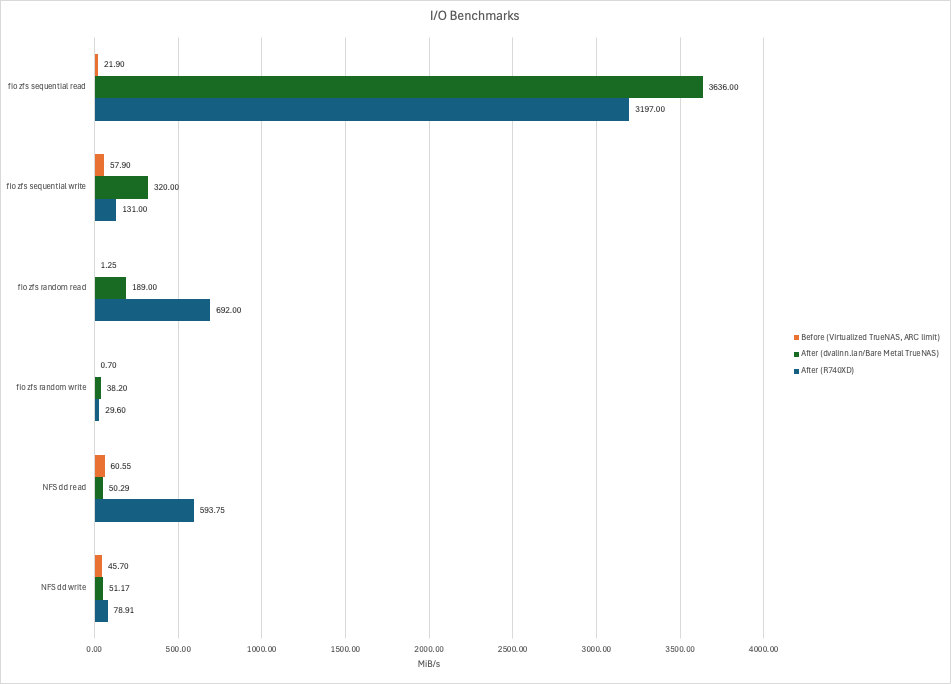 I/O Benchmarks
fio zfs sequential read
21.90
3636.00
3197.00
fio zfs sequential write
57.90
320.00
131.00
fio zfs random read
1.25
189.00
692.00
fio zfs random write
0.70
38.20
29.60
NFS dd read
60.55
50.29
593.75
NFS dd write
45.70
51.17
78.91
0.00 500.00 1000.00 1500.00 2000.00 2500.00 3000.00 3500.00 4000.00
MiB/s
Before (Virtualized TrueNAS, ARC limit)
After (dvalinn.lan/Bare Metal TrueNAS)
After (R740XD)